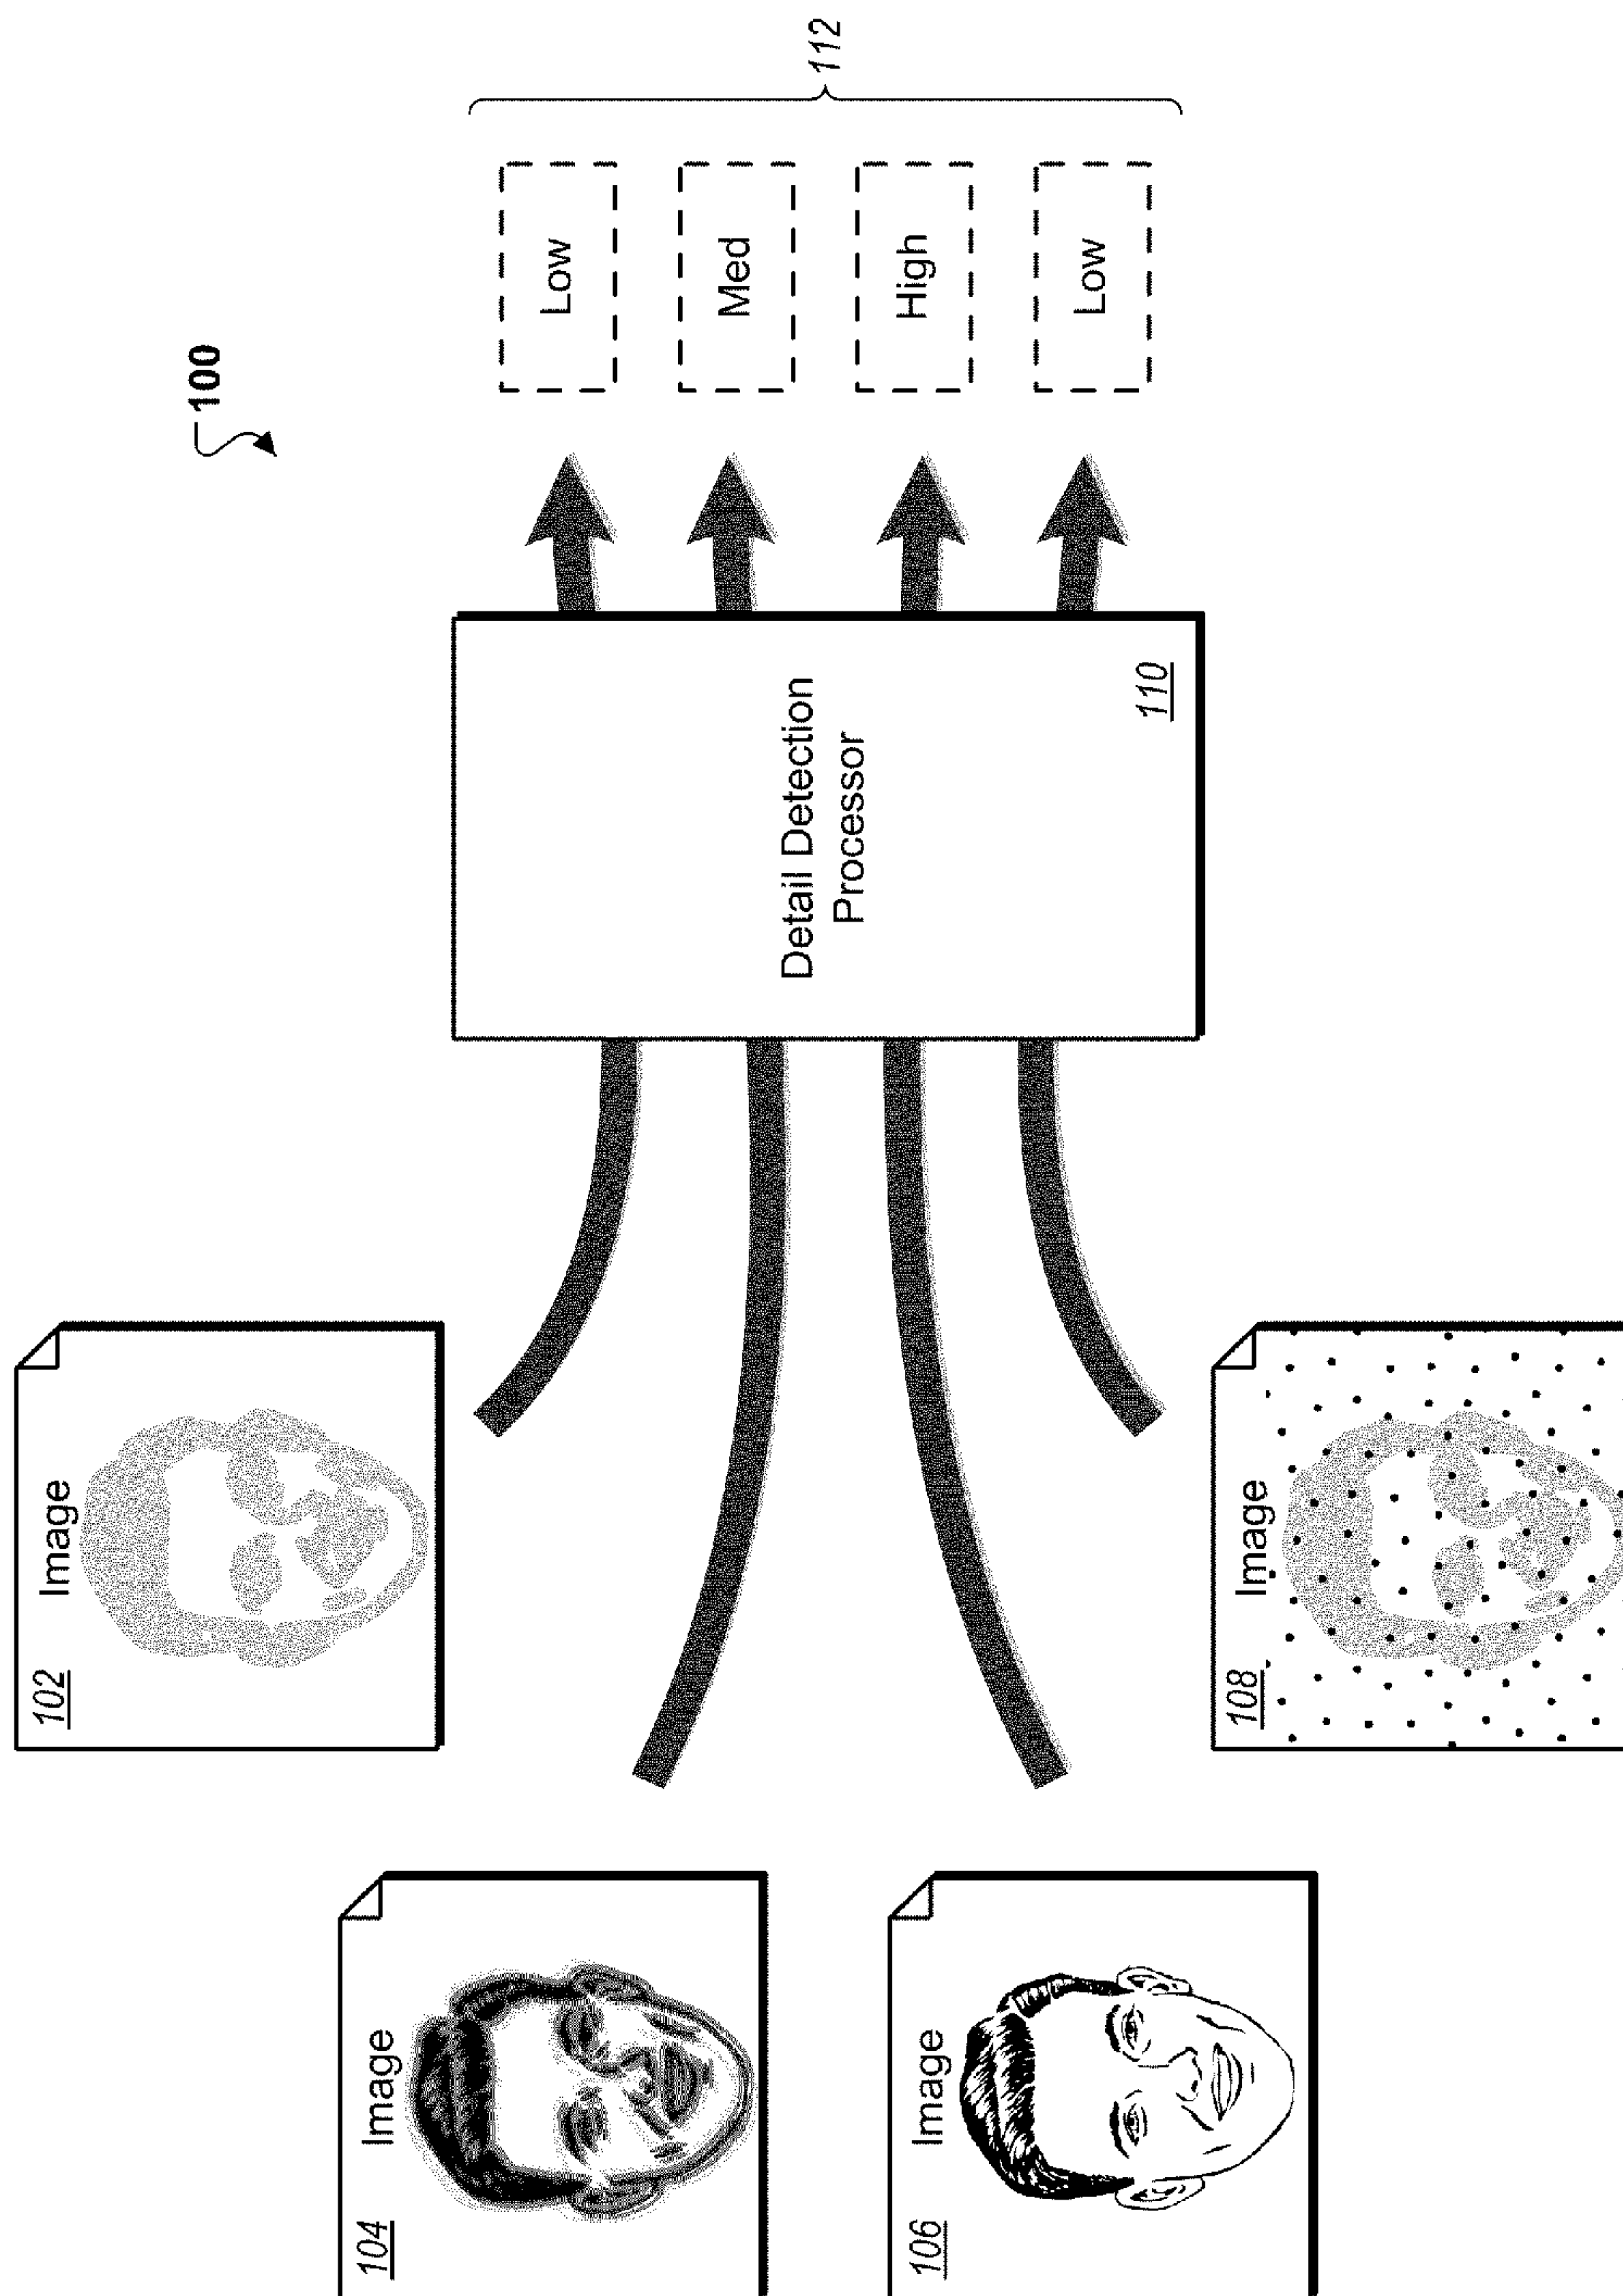 100
102
Image
104
Image
106
Image
108
Image
Detail Detection
Processor
110
Low
Med
High
Low
112